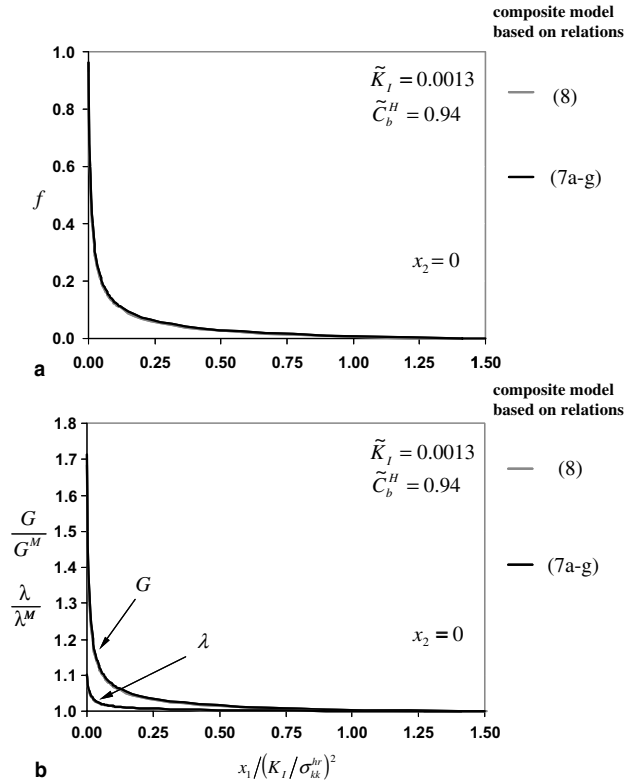 composite model
based on relations
1.0
K̃_I = 0.0013
C̃_b^H = 0.94
(8)
0.8
(7a-g)
0.6
f
0.4
x₂ = 0
0.2
0.0
0.00 0.25 0.50 0.75 1.00 1.25 1.50
a
composite model
based on relations
1.8
K̃_I = 0.0013
C̃_b^H = 0.94
(8)
1.7
1.6
G/G^M
1.5
(7a-g)
1.4
λ/λ^M
G
1.3
x₂ = 0
λ
1.2
1.1
1.0
0.00 0.25 0.50 0.75 1.00 1.25 1.50
b
x₁/(K_I/σ_kk^hr)²